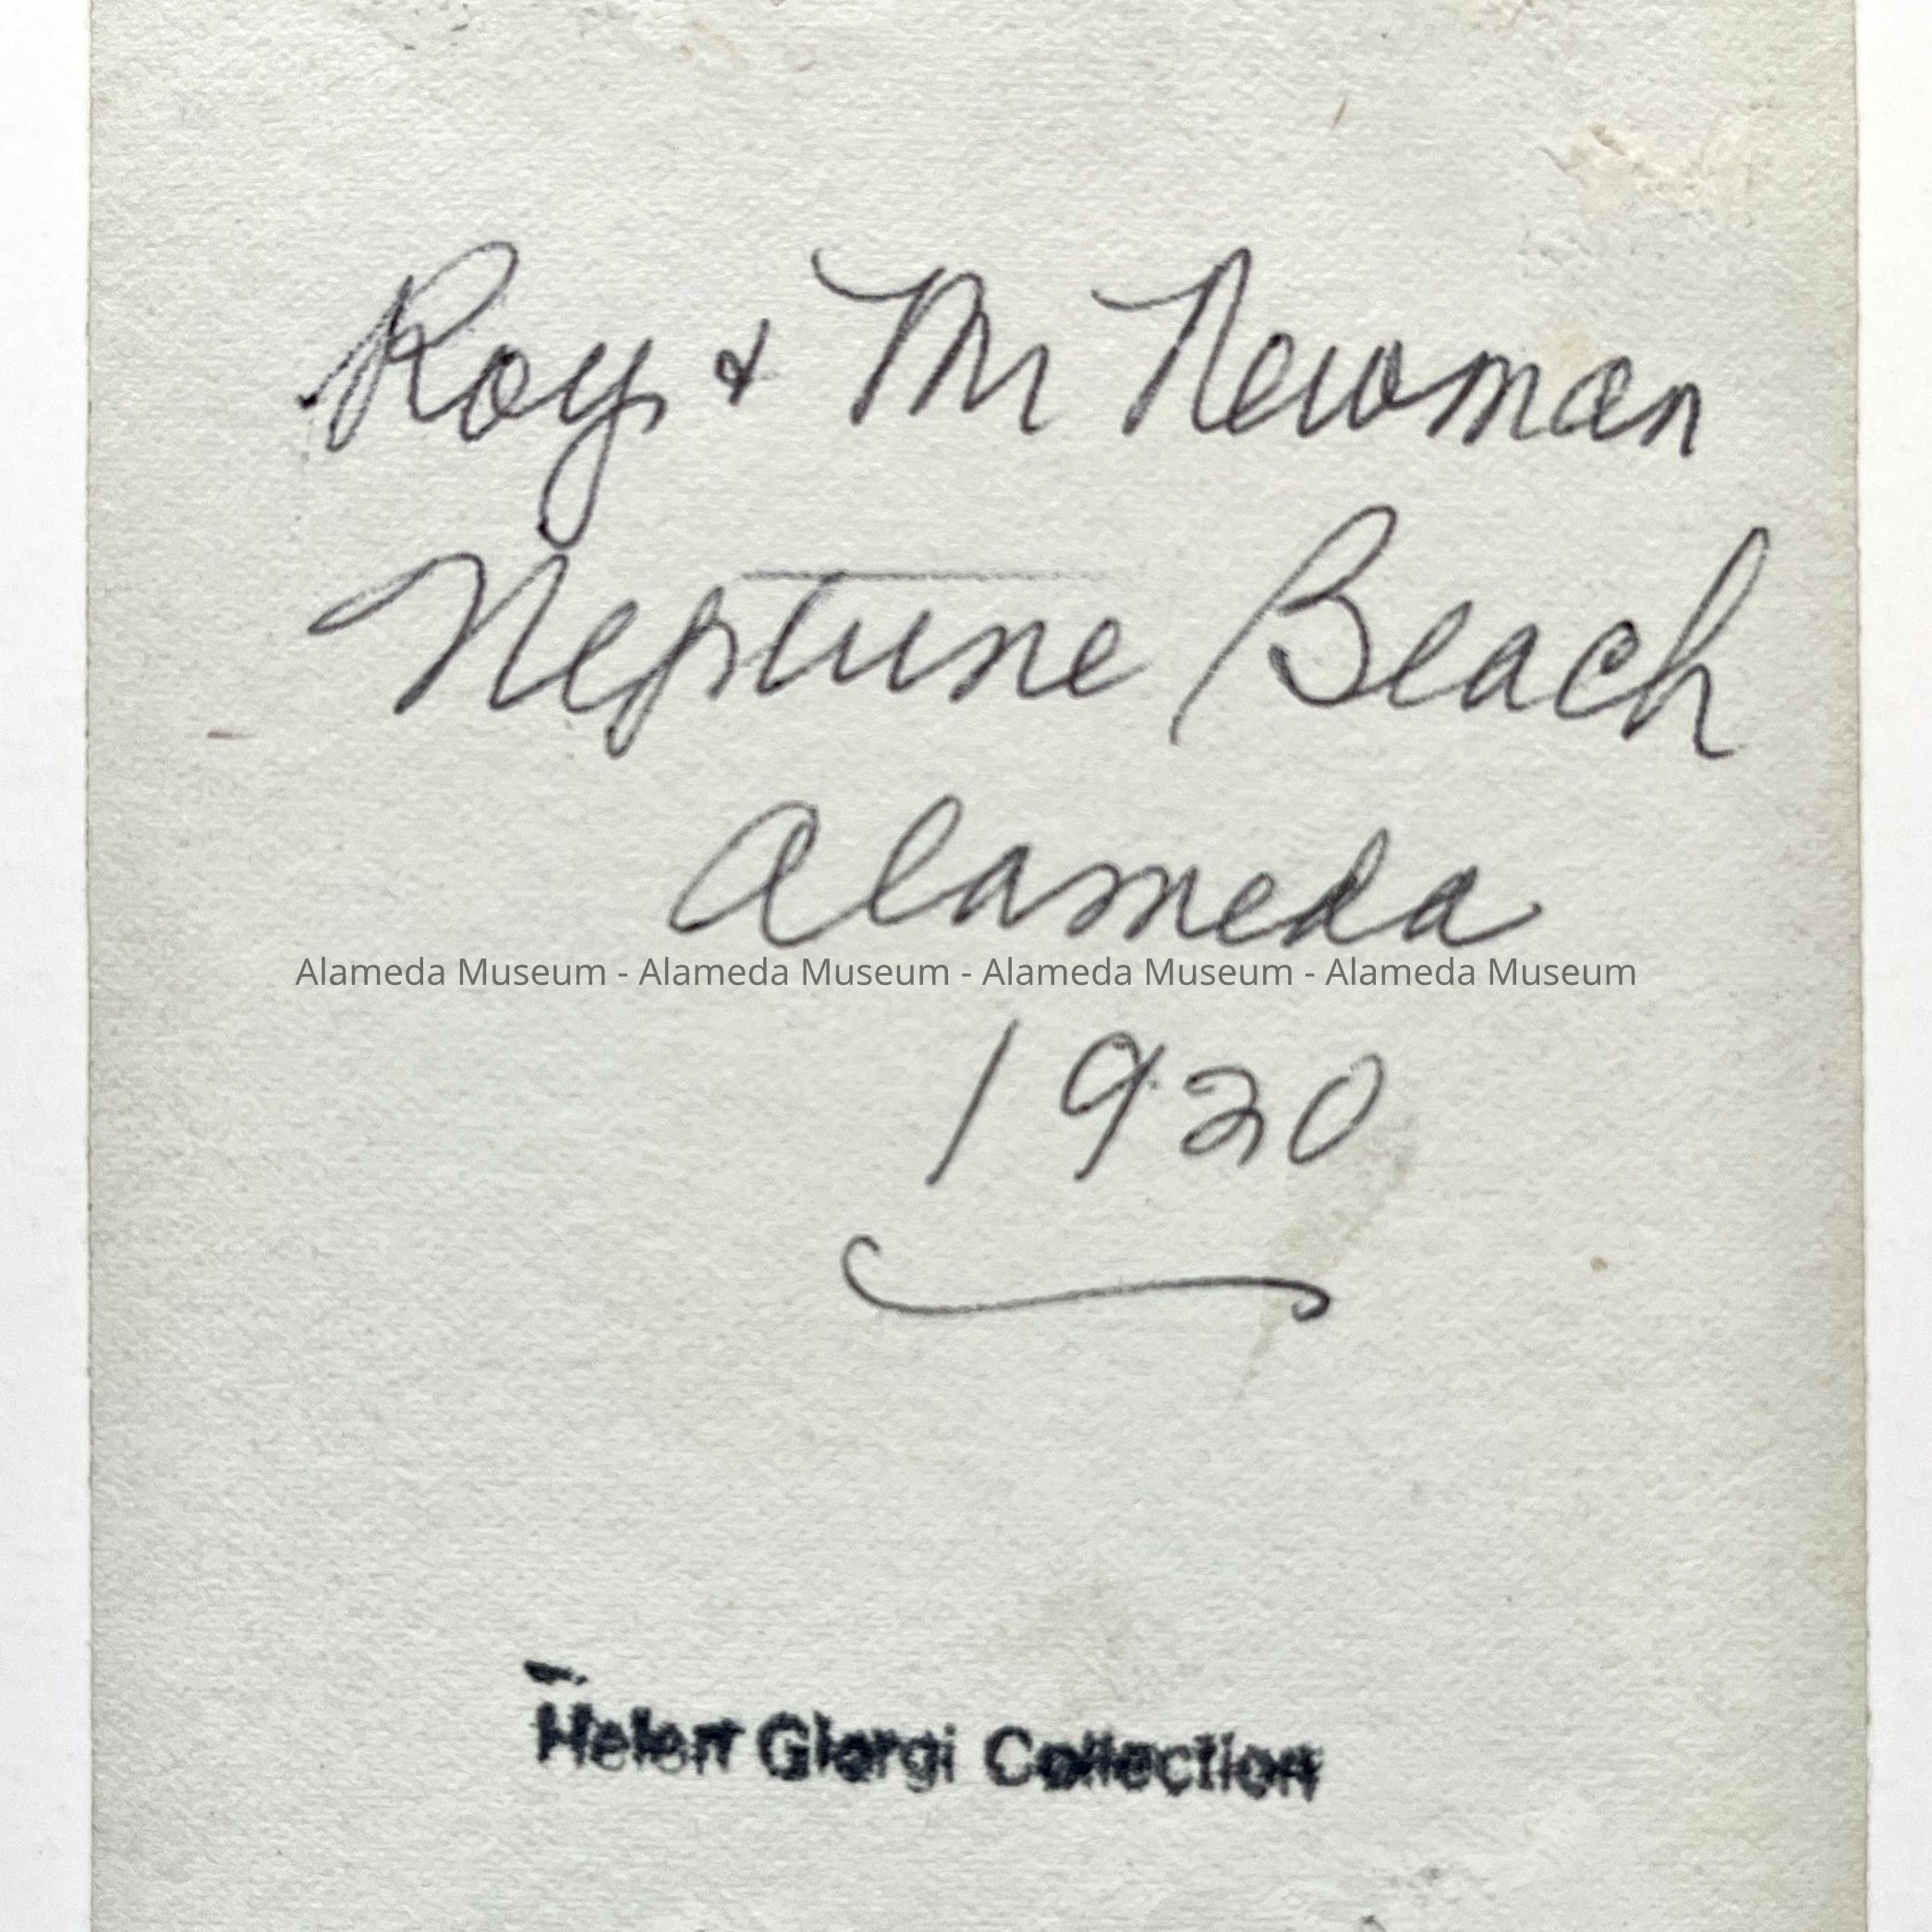 Roy & Mr Newman
Neptune Beach
Alameda
Alameda Museum - Alameda Museum - Alameda Museum - Alameda Museum
1920
Helen Giorgi Collection